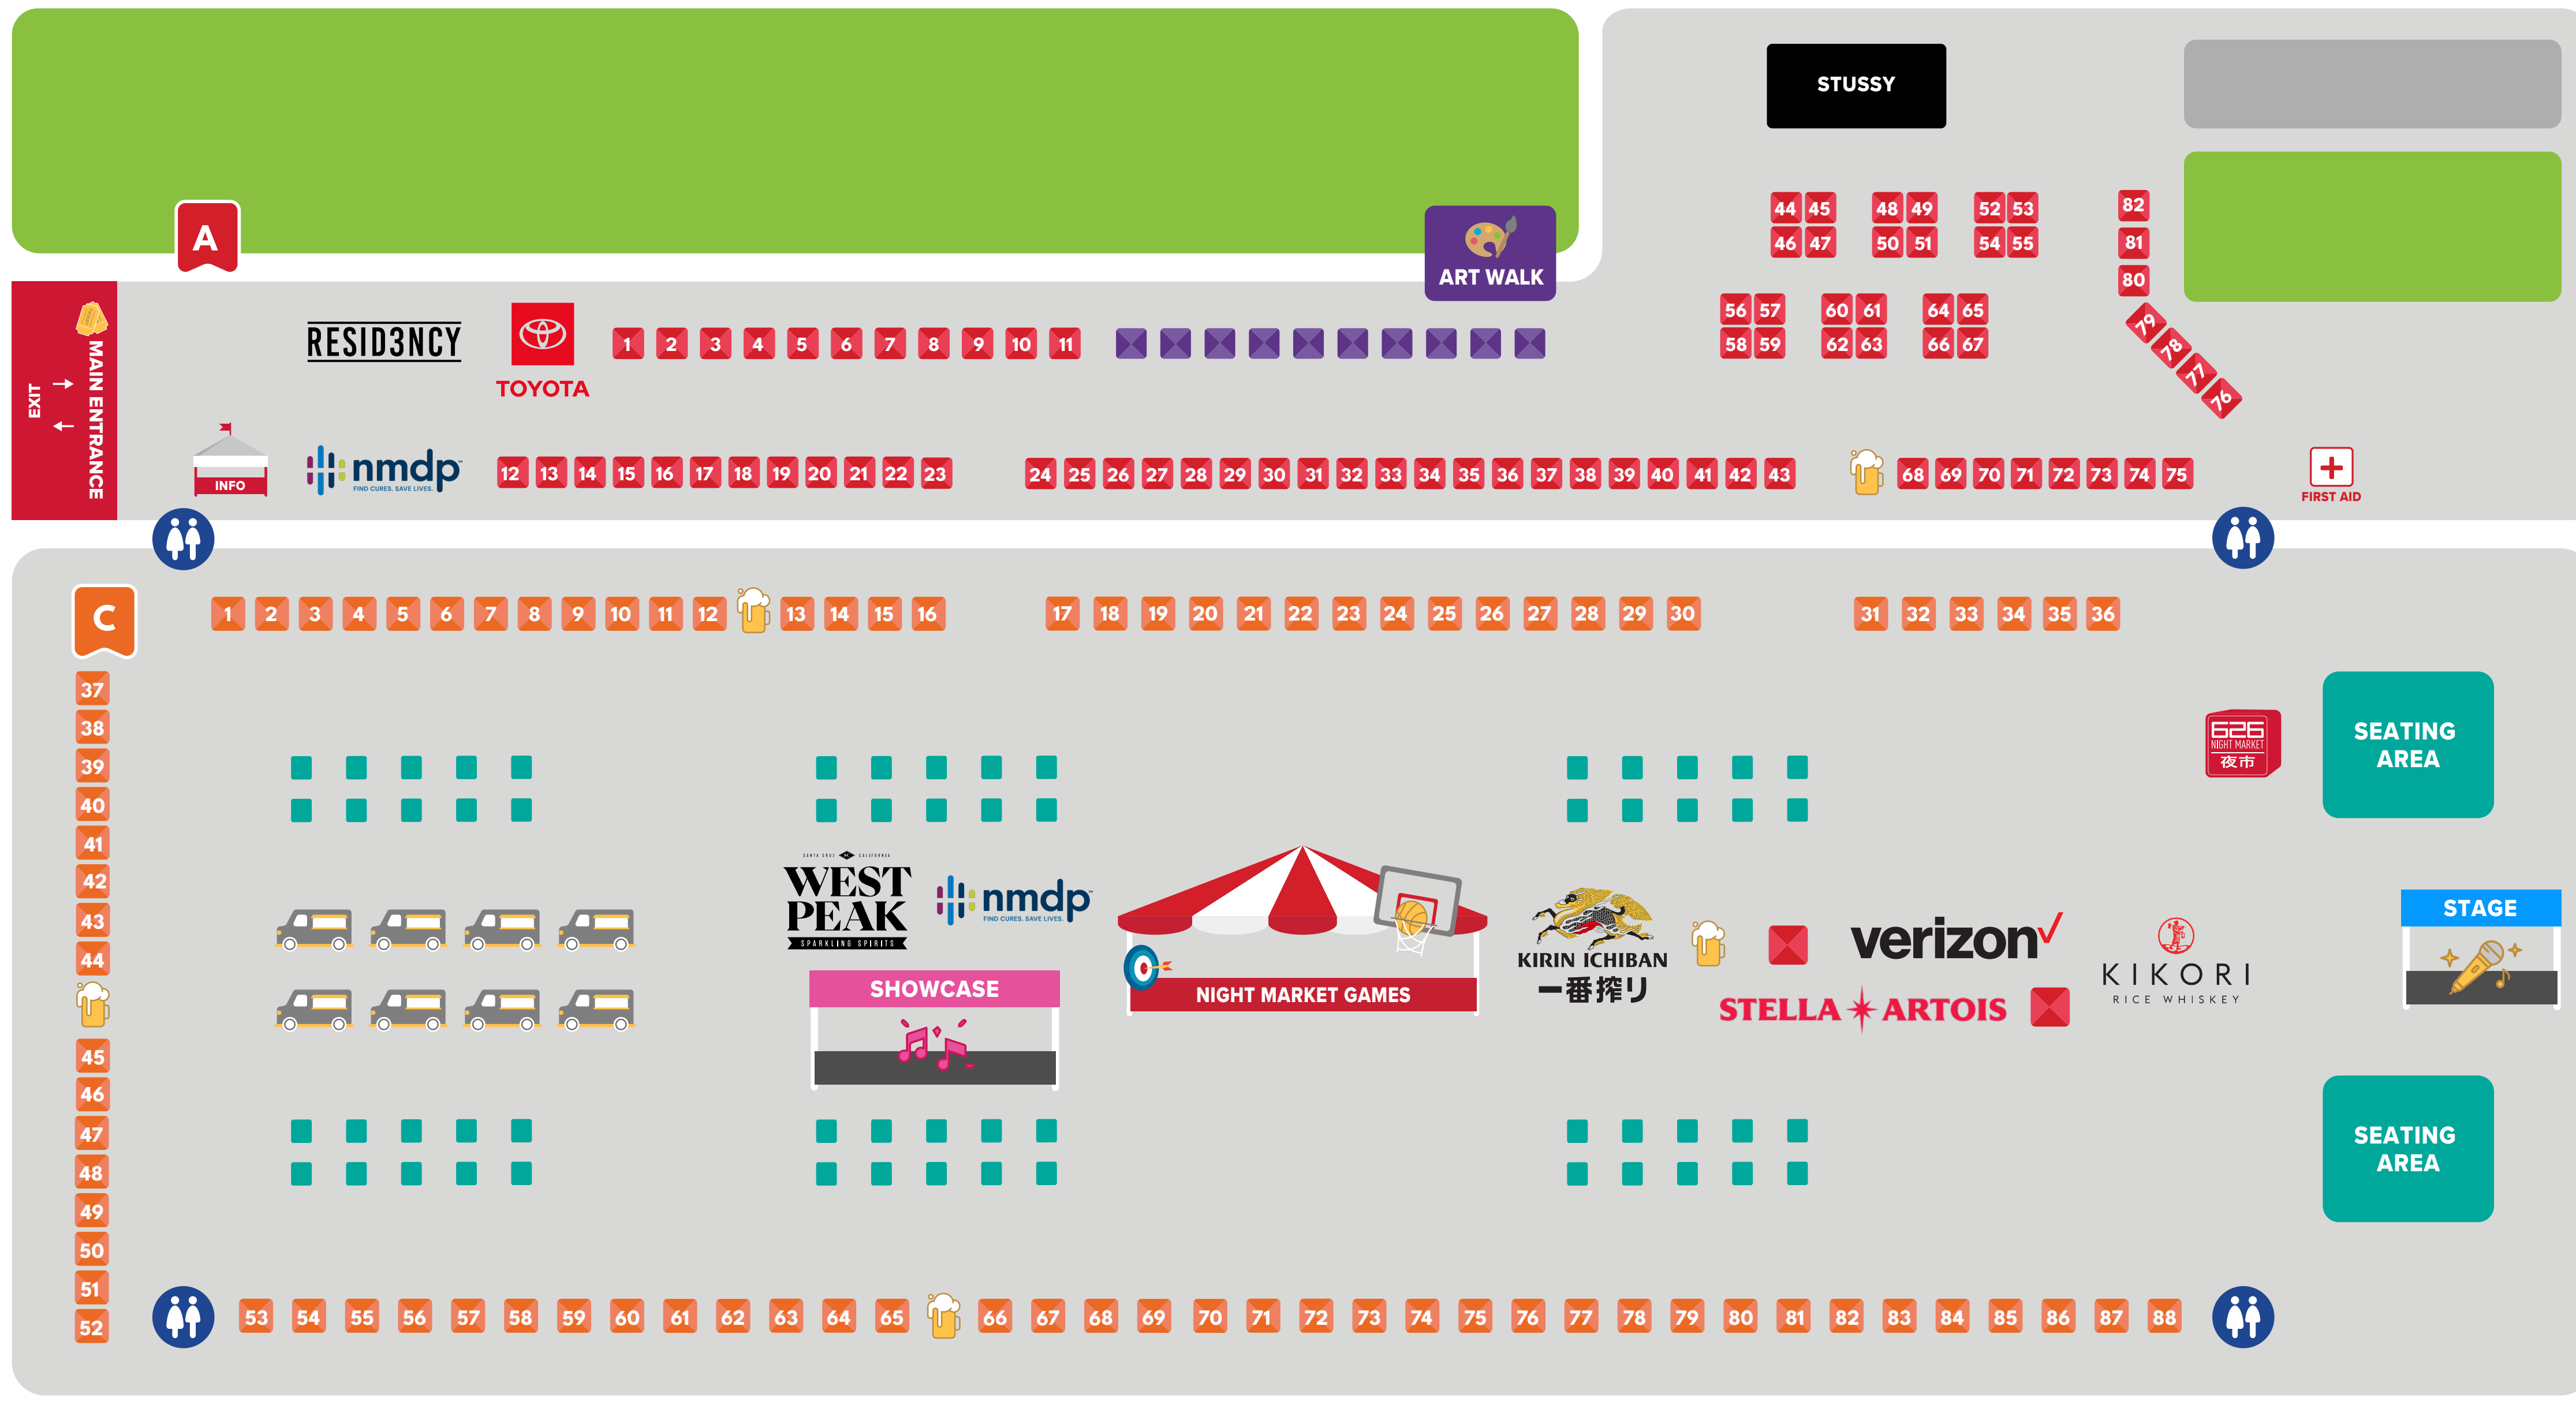 STUSSY
A
ART WALK
44 45 48 49 52 53 82
46 47 50 51 54 55 81
80
MAIN ENTRANCE
EXIT
RESID3NCY
TOYOTA
1 2 3 4 5 6 7 8 9 10 11
56 57 60 61 64 65
58 59 62 63 66 67
79
78
77
76
INFO
nmdp
FIND CURES. SAVE LIVES.
12 13 14 15 16 17 18 19 20 21 22 23
24 25 26 27 28 29 30 31 32 33 34 35 36 37 38 39 40 41 42 43
68 69 70 71 72 73 74 75
FIRST AID
C
1 2 3 4 5 6 7 8 9 10 11 12 13 14 15 16
17 18 19 20 21 22 23 24 25 26 27 28 29 30
31 32 33 34 35 36
37
38
39
40
41
42
43
44
45
46
47
48
49
50
51
52
626
NIGHT MARKET
夜市
SEATING
AREA
SANTA CRUZ CALIFORNIA
WEST
PEAK
SPARKLING SPIRITS
nmdp
FIND CURES. SAVE LIVES.
SHOWCASE
NIGHT MARKET GAMES
KIRIN ICHIBAN
一番搾り
verizon
STELLA ARTOIS
KIKORI
RICE WHISKEY
STAGE
SEATING
AREA
53 54 55 56 57 58 59 60 61 62 63 64 65 66 67 68 69 70 71 72 73 74 75 76 77 78 79 80 81 82 83 84 85 86 87 88